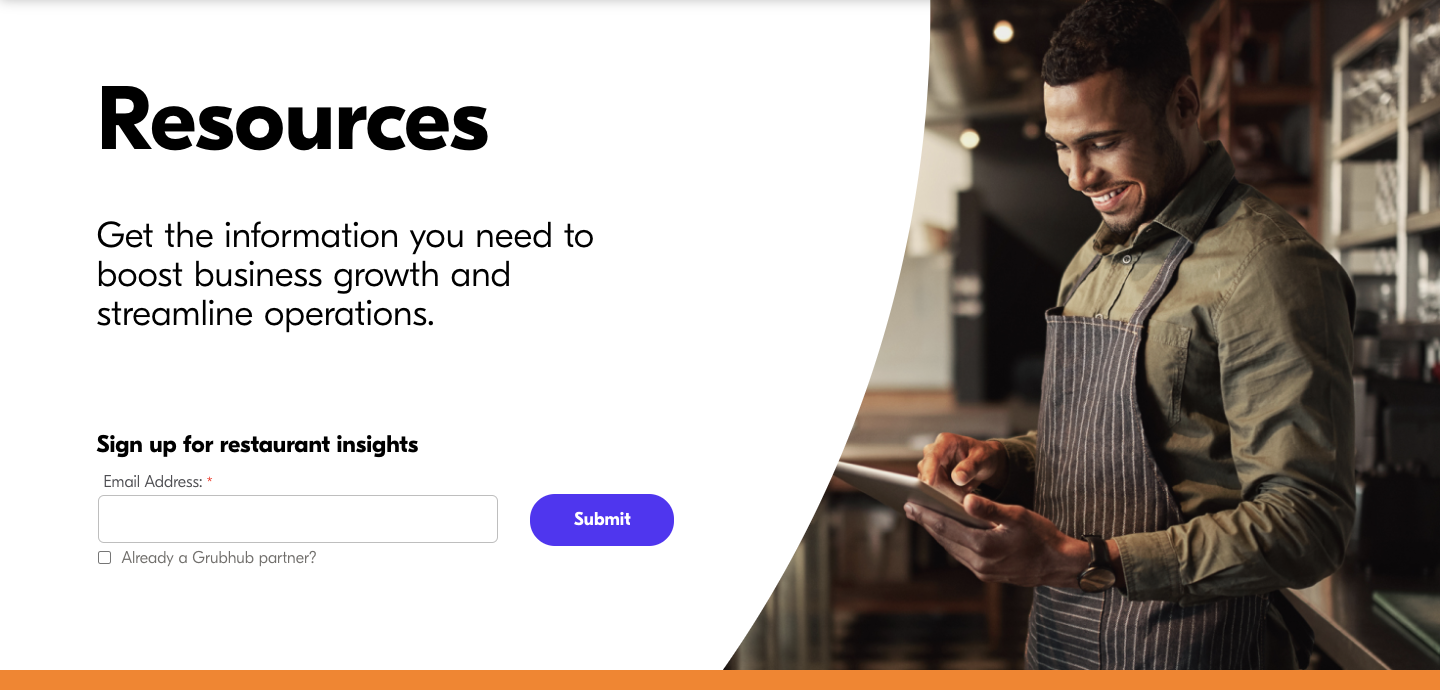 Resources
Get the information you need to
boost business growth and
streamline operations.
Sign up for restaurant insights
Email Address: *
Submit
Already a Grubhub partner?